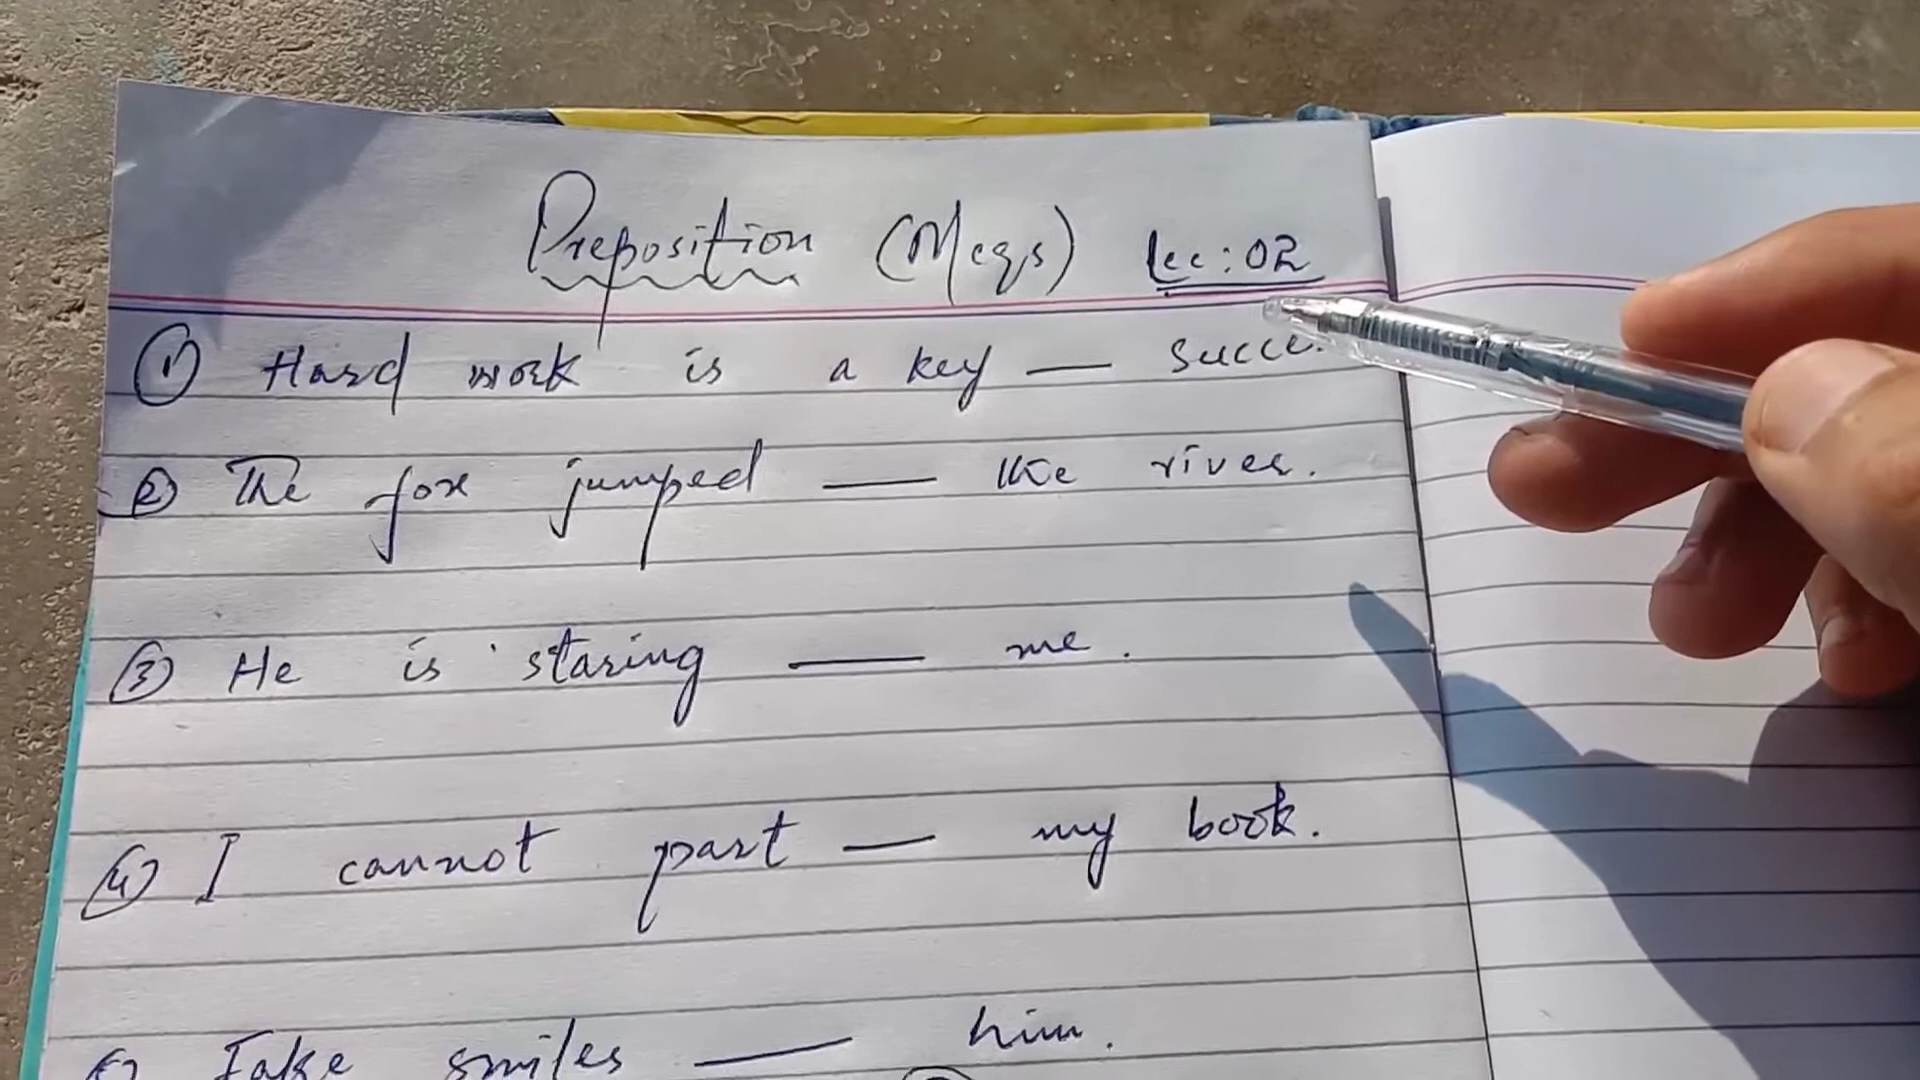 Preposition (Mcqs) Lec:02
① Hard work is a key — Succe
② The fox jumped — the river.
③ He is staring — me.
④ I cannot part — my book.
smiles — him.